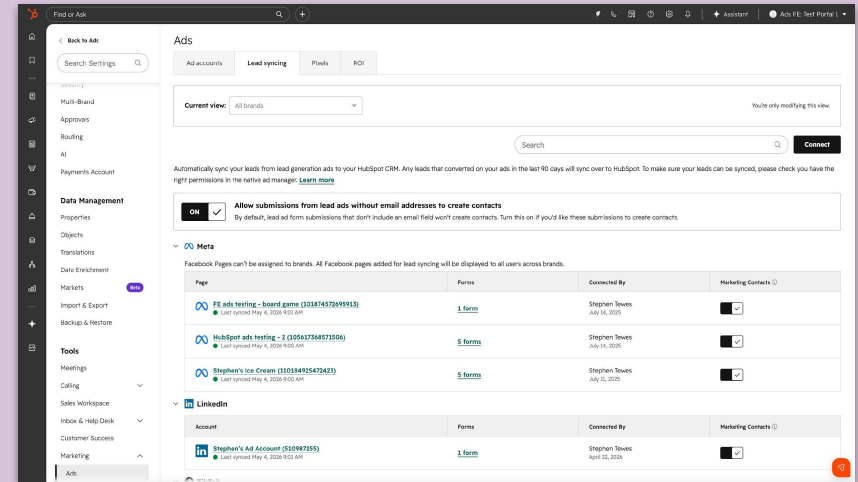 Find or Ask
Assistant
Ads FE: Test Portal 1
Back to Ads
Search Settings
Security
Multi-Brand
Approvals
Routing
AI
Payments Account
Data Management
Properties
Objects
Translations
Data Enrichment
Markets
Beta
Import & Export
Backup & Restore
Tools
Meetings
Calling
Sales Workspace
Inbox & Help Desk
Customer Success
Marketing
Ads
Ads
Ad accounts
Lead syncing
Pixels
ROI
Current view:
All brands
You're only modifying this view.
Search
Connect
Automatically sync your leads from lead generation ads to your HubSpot CRM. Any leads that converted on your ads in the last 90 days will sync over to HubSpot. To make sure your leads can be synced, please check you have the
right permissions in the native ad manager. Learn more
ON
Allow submissions from lead ads without email addresses to create contacts
By default, lead ad form submissions that don't include an email field won't create contacts. Turn this on if you'd like these submissions to create contacts.
Meta
Facebook Pages can't be assigned to brands. All Facebook pages added for lead syncing will be displayed to all users across brands.
Page Forms Connected By Marketing Contacts
FE ads testing - board game (101874572695913)
Last synced May 4, 2026 9:01 AM
1 form
Stephen Tewes
July 14, 2025
HubSpot ads testing - 2 (105617368571506)
Last synced May 4, 2026 9:00 AM
5 forms
Stephen Tewes
July 14, 2025
Stephen's Ice Cream (110184925472423)
Last synced May 4, 2026 9:00 AM
5 forms
Stephen Tewes
July 11, 2025
LinkedIn
Account Forms Connected By Marketing Contacts
Stephen's Ad Account (510987255)
Last synced May 4, 2026 9:01 AM
1 form
Stephen Tewes
April 22, 2026